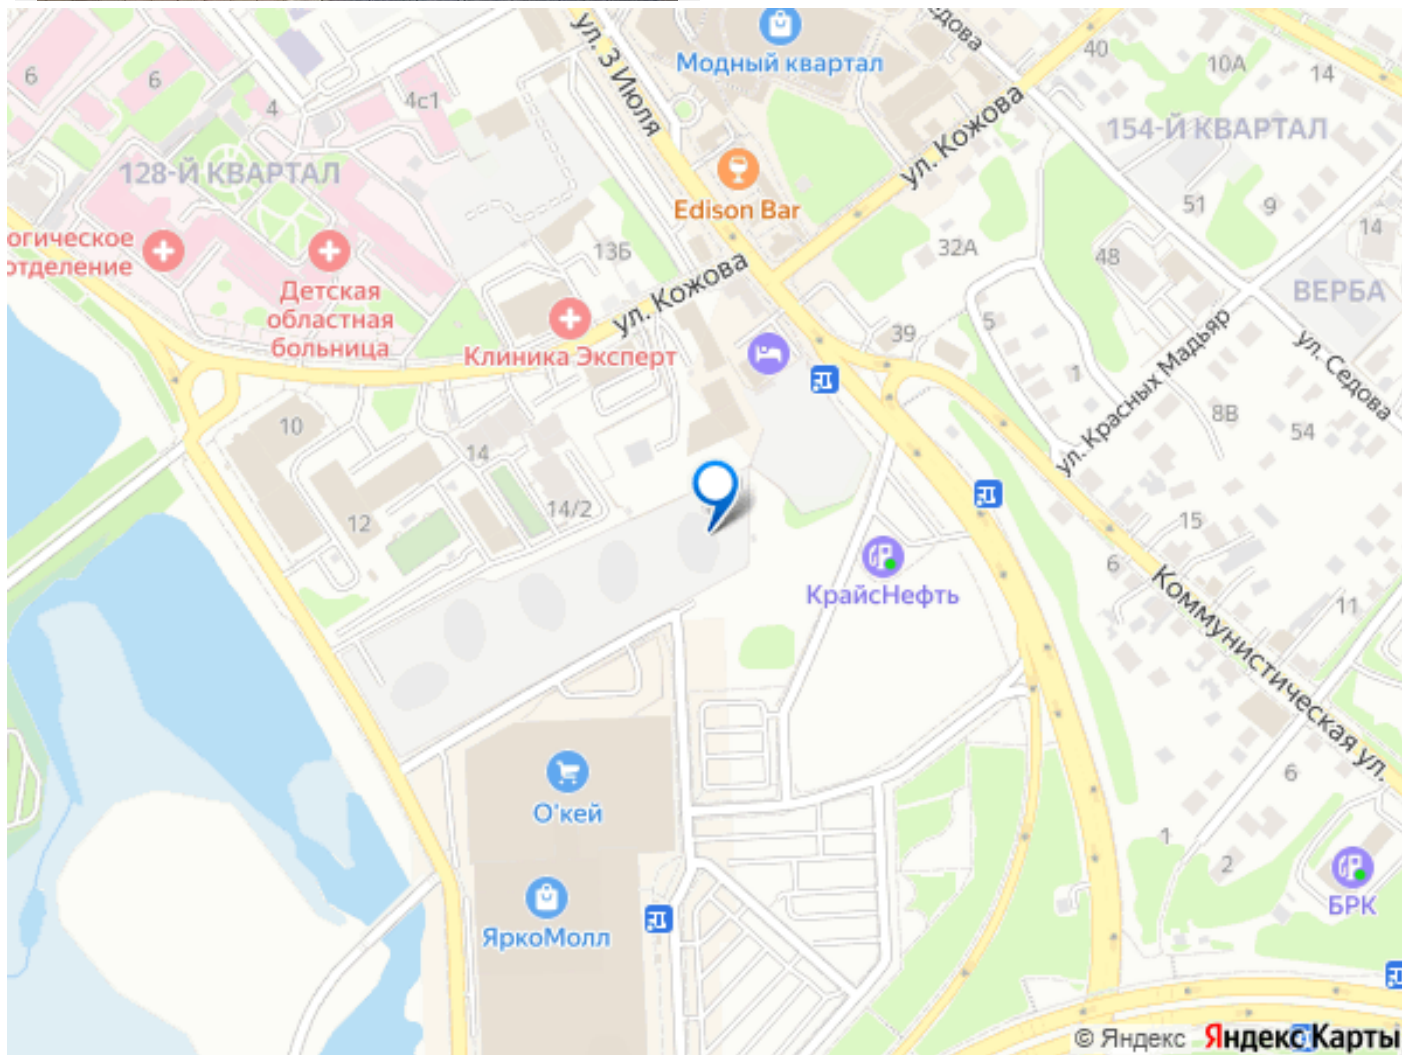 ул. 3 Июля
Модный квартал
40
10А
14
6
6
4
4с1
128-Й КВАРТАЛ
154-Й КВАРТАЛ
ул. Кожова
Edison Bar
51
9
14
огическое
отделение
Детская
областная
больница
13Б
32А
48
ВЕРБА
ул. Кожова
Клиника Эксперт
39
5
1
ул. Красных Мадьяр
ул. Седова
8В
54
10
14
12
14/2
15
6
КрайсНефть
11
Коммунистическая ул.
О'кей
6
1
2
ЯркоМолл
БРК
© Яндекс
Яндекс Карты